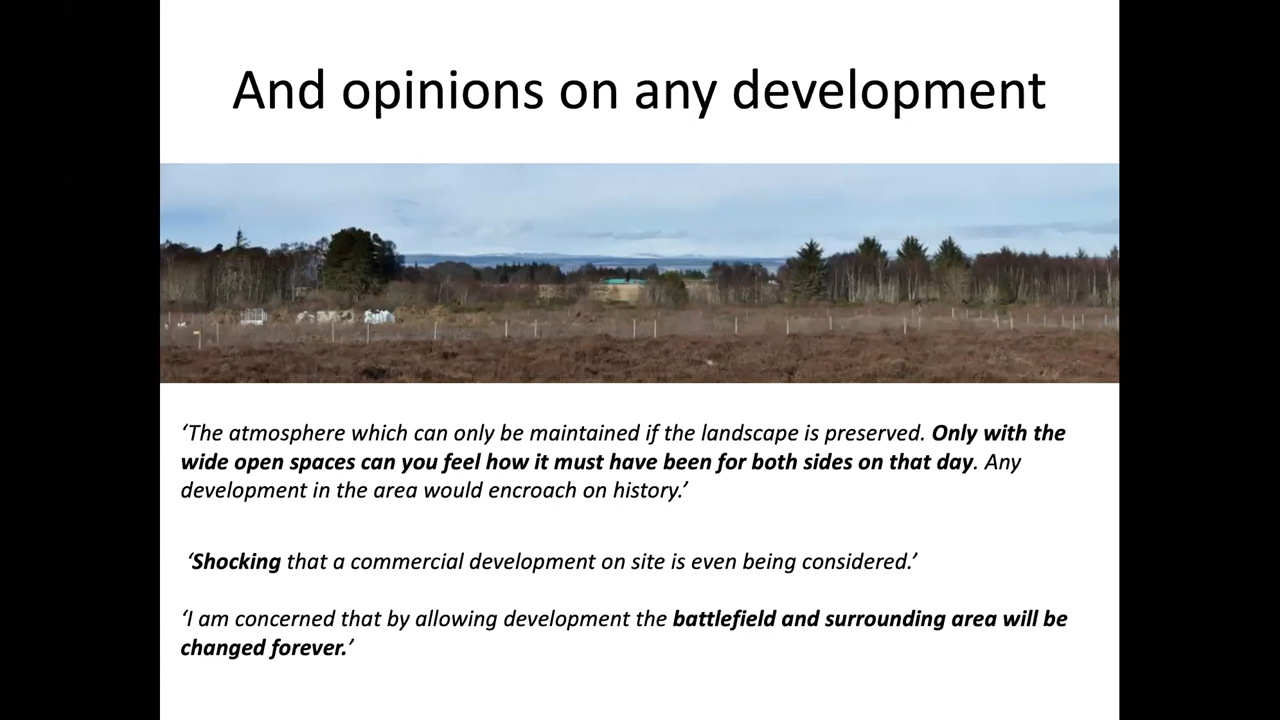 And opinions on any development
‘The atmosphere which can only be maintained if the landscape is preserved. Only with the
wide open spaces can you feel how it must have been for both sides on that day. Any
development in the area would encroach on history.’
‘Shocking that a commercial development on site is even being considered.’
‘I am concerned that by allowing development the battlefield and surrounding area will be
changed forever.’